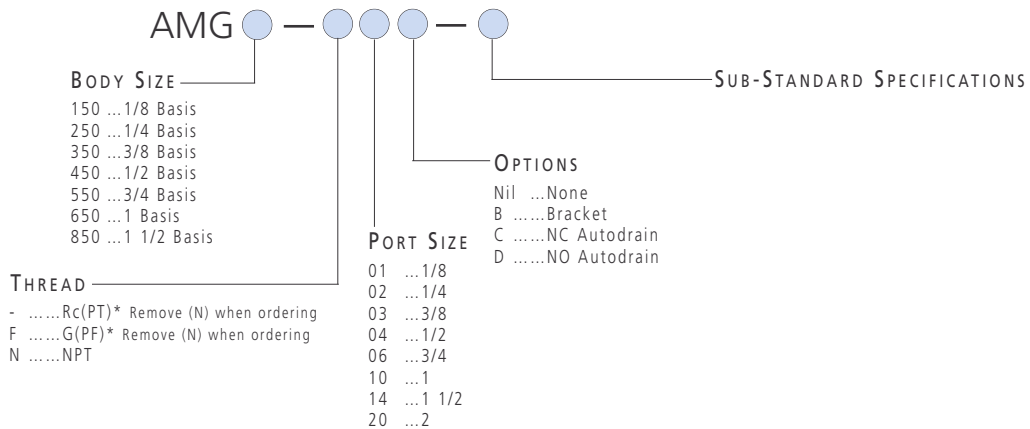 AMG — —
BODY SIZE
150 ...1/8 Basis
250 ...1/4 Basis
350 ...3/8 Basis
450 ...1/2 Basis
550 ...3/4 Basis
650 ...1 Basis
850 ...1 1/2 Basis
THREAD
- ......Rc(PT)* Remove (N) when ordering
F ......G(PF)* Remove (N) when ordering
N ......NPT
PORT SIZE
01 ...1/8
02 ...1/4
03 ...3/8
04 ...1/2
06 ...3/4
10 ...1
14 ...1 1/2
20 ...2
OPTIONS
Nil ...None
B ......Bracket
C ......NC Autodrain
D ......NO Autodrain
SUB-STANDARD SPECIFICATIONS